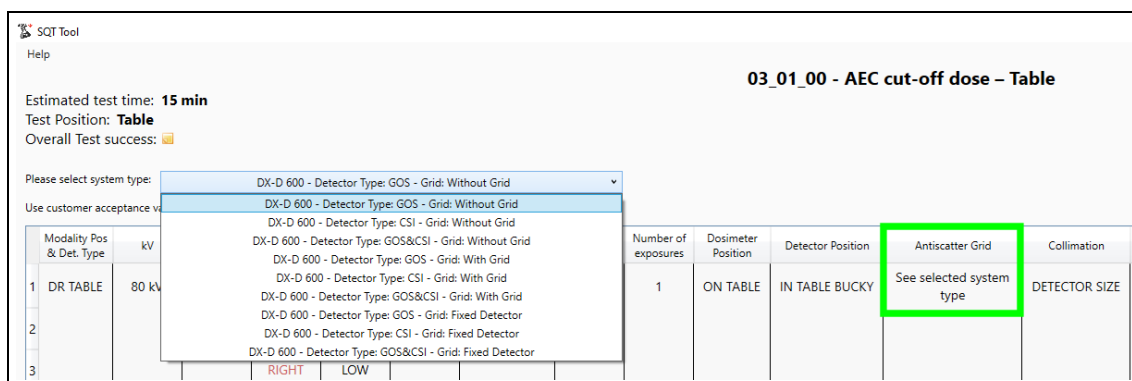 SQT Tool
Help
03_01_00 - AEC cut-off dose – Table
Estimated test time: 15 min
Test Position: Table
Overall Test success:
Please select system type: DX-D 600 - Detector Type: GOS - Grid: Without Grid
Use customer acceptance va
DX-D 600 - Detector Type: GOS - Grid: Without Grid
DX-D 600 - Detector Type: CSI - Grid: Without Grid
DX-D 600 - Detector Type: GOS&CSI - Grid: Without Grid
DX-D 600 - Detector Type: GOS - Grid: With Grid
DX-D 600 - Detector Type: CSI - Grid: With Grid
DX-D 600 - Detector Type: GOS&CSI - Grid: With Grid
DX-D 600 - Detector Type: GOS - Grid: Fixed Detector
DX-D 600 - Detector Type: CSI - Grid: Fixed Detector
DX-D 600 - Detector Type: GOS&CSI - Grid: Fixed Detector
Modality Pos & Det. Type kV Number of exposures Dosimeter Position Detector Position Antiscatter Grid Collimation
1 DR TABLE 80 kV 1 ON TABLE IN TABLE BUCKY See selected system type DETECTOR SIZE
2
3 RIGHT LOW